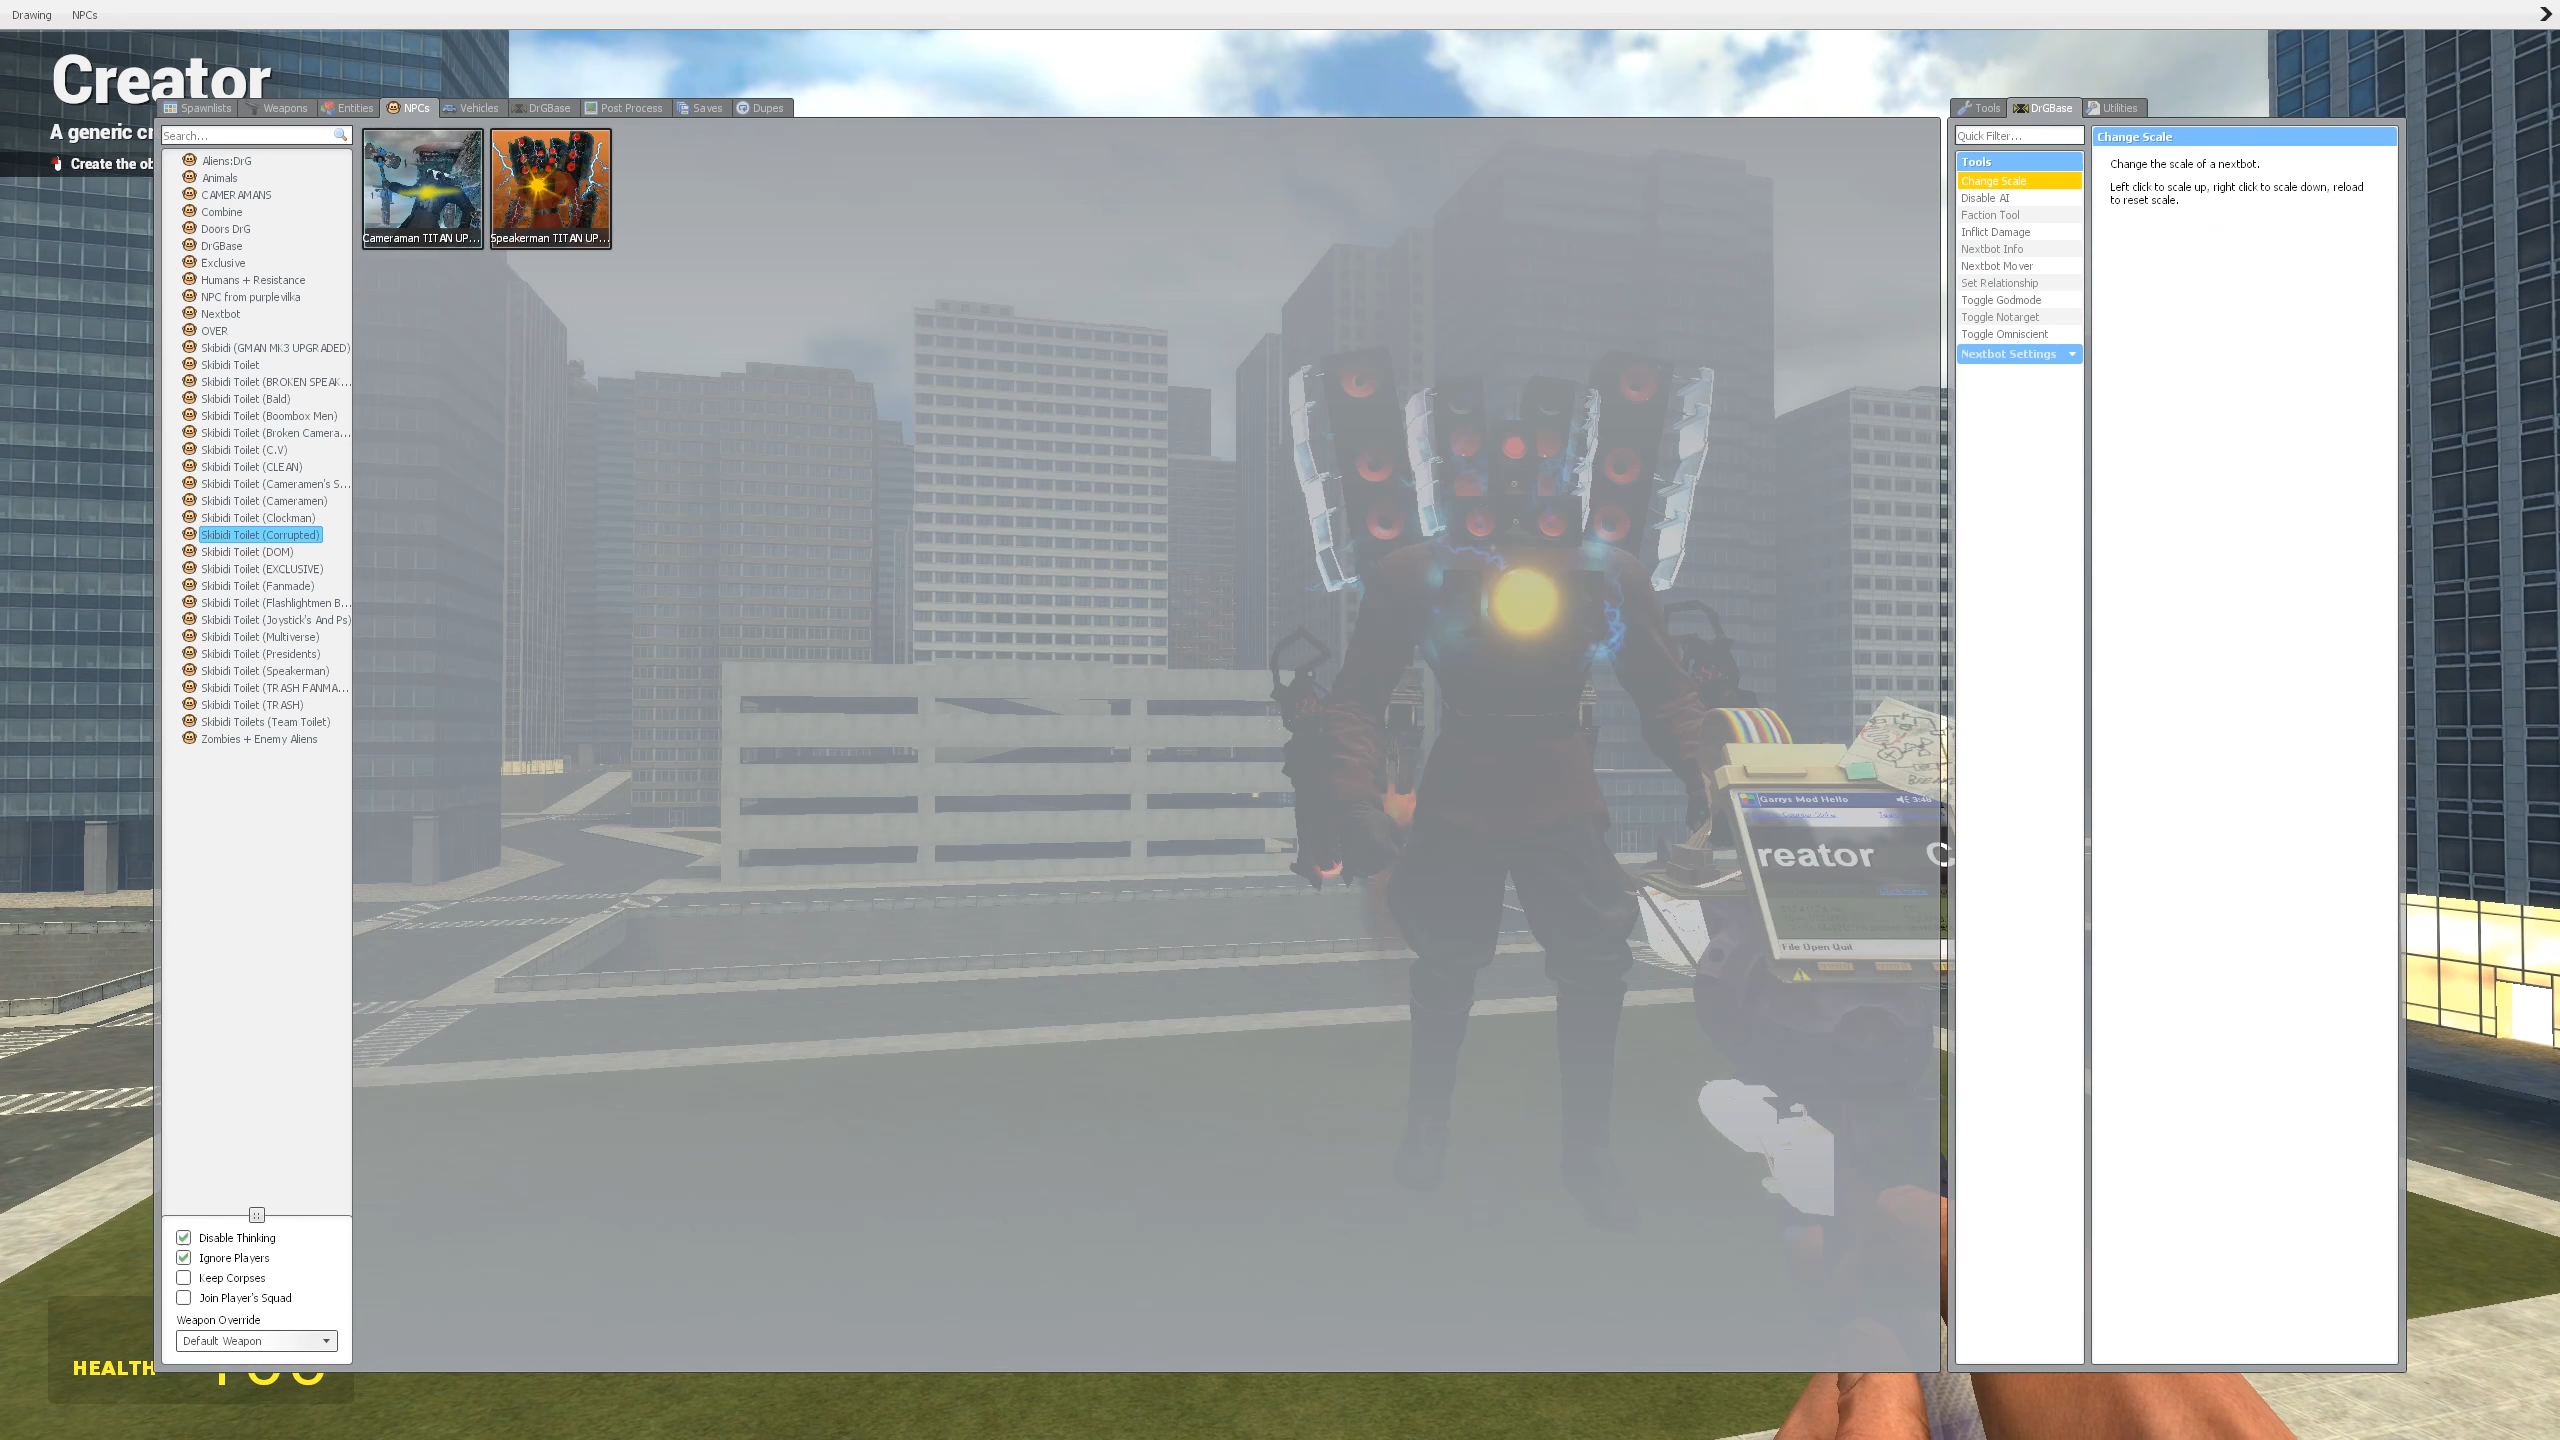 Drawing NPCs
Creator
A generic cr
Create the ob
Spawnlists Weapons Entities NPCs Vehicles DrGBase Post Process Saves Dupes
Search...
Aliens:DrG
Animals
CAMERAMANS
Combine
Doors DrG
DrGBase
Exclusive
Humans + Resistance
NPC from purplevilka
Nextbot
OVER
Skibidi (GMAN MK3 UPGRADED)
Skibidi Toilet
Skibidi Toilet (BROKEN SPEAK...
Skibidi Toilet (Bald)
Skibidi Toilet (Boombox Men)
Skibidi Toilet (Broken Camera...
Skibidi Toilet (C.V)
Skibidi Toilet (CLEAN)
Skibidi Toilet (Cameramen's S...
Skibidi Toilet (Cameramen)
Skibidi Toilet (Clockman)
Skibidi Toilet (Corrupted)
Skibidi Toilet (DOM)
Skibidi Toilet (EXCLUSIVE)
Skibidi Toilet (Fanmade)
Skibidi Toilet (Flashlightmen B...
Skibidi Toilet (Joystick's And Ps)
Skibidi Toilet (Multiverse)
Skibidi Toilet (Presidents)
Skibidi Toilet (Speakerman)
Skibidi Toilet (TRASH FANMA...
Skibidi Toilet (TRASH)
Skibidi Toilets (Team Toilet)
Zombies + Enemy Aliens
Disable Thinking
Ignore Players
Keep Corpses
Join Player's Squad
Weapon Override
Default Weapon
HEALTH
Cameraman TITAN UP...
Speakerman TITAN UP...
Garrys Mod Hello 3:48
reator C
File Open Quit
Tools DrGBase Utilities
Quick Filter...
Tools
Change Scale
Disable AI
Faction Tool
Inflict Damage
Nextbot Info
Nextbot Mover
Set Relationship
Toggle Godmode
Toggle Notarget
Toggle Omniscient
Nextbot Settings
Change Scale
Change the scale of a nextbot.
Left click to scale up, right click to scale down, reload
to reset scale.